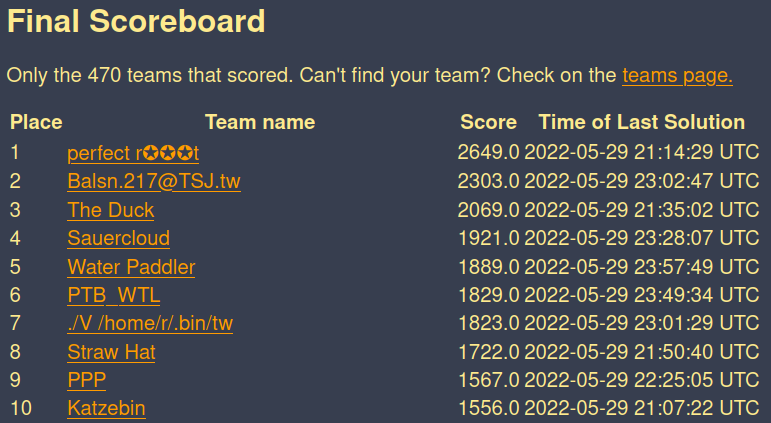 Final Scoreboard
Only the 470 teams that scored. Can't find your team? Check on the teams page.
Place Team name Score Time of Last Solution
1 perfect r✪✪✪t 2649.0 2022-05-29 21:14:29 UTC
2 Balsn.217@TSJ.tw 2303.0 2022-05-29 23:02:47 UTC
3 The Duck 2069.0 2022-05-29 21:35:02 UTC
4 Sauercloud 1921.0 2022-05-29 23:28:07 UTC
5 Water Paddler 1889.0 2022-05-29 23:57:49 UTC
6 PTB_WTL 1829.0 2022-05-29 23:49:34 UTC
7 ./V /home/r/.bin/tw 1823.0 2022-05-29 23:01:29 UTC
8 Straw Hat 1722.0 2022-05-29 21:50:40 UTC
9 PPP 1567.0 2022-05-29 22:25:05 UTC
10 Katzebin 1556.0 2022-05-29 21:07:22 UTC